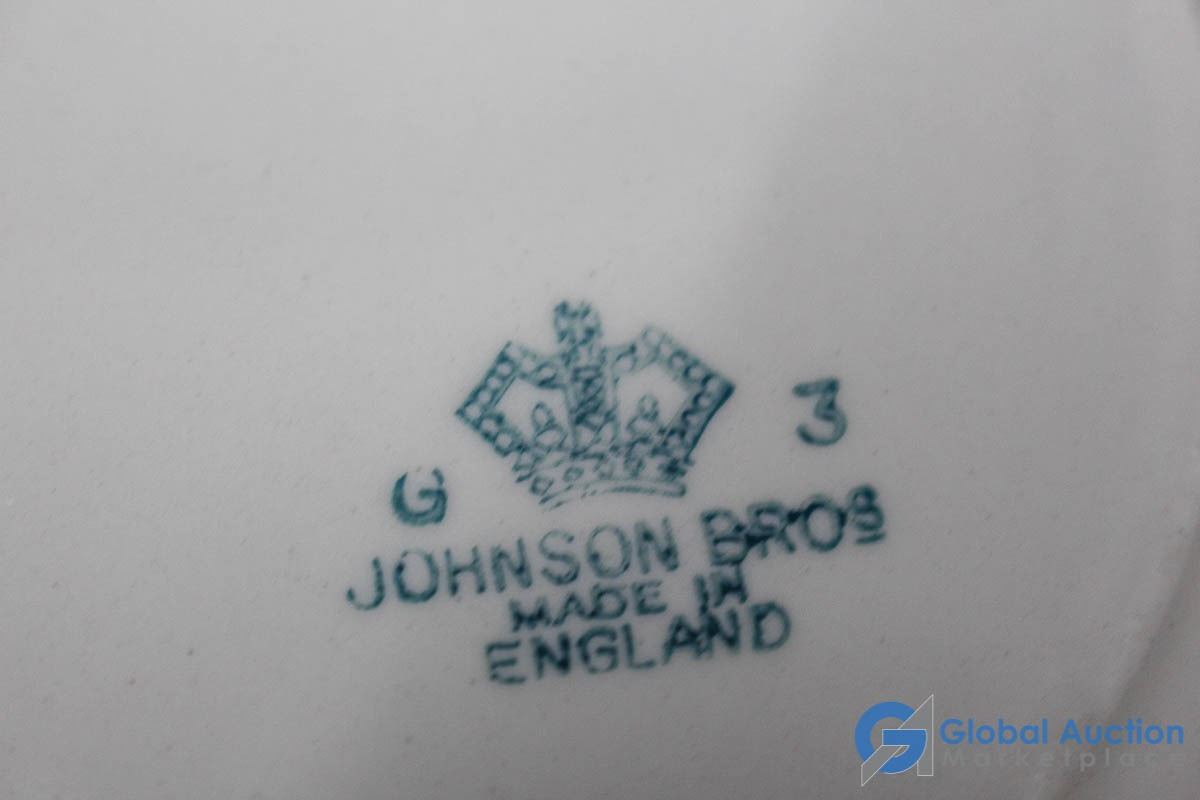 G 3
JOHNSON BROS
MADE IN
ENGLAND
Global Auction
Marketplace